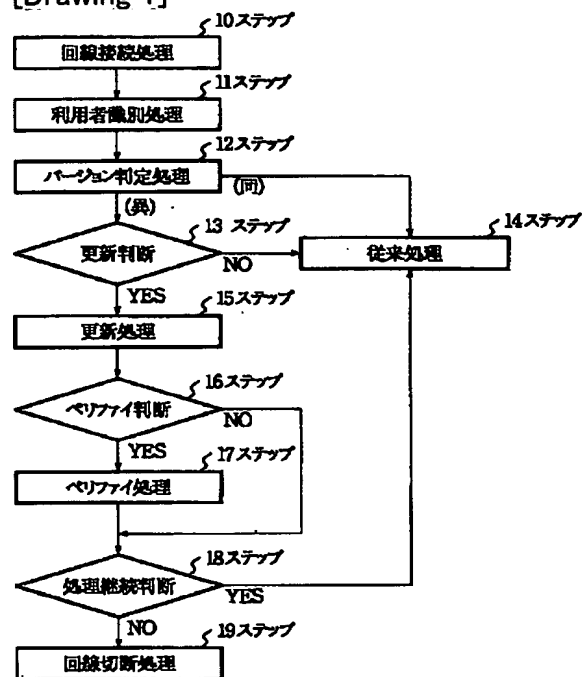 [Drawing 1]
10ステップ
回線接続処理
11ステップ
利用者識別処理
12ステップ
バージョン判定処理
(同)
(異)
13 ステップ
14ステップ
更新判断
NO
従来処理
YES
15ステップ
更新処理
16ステップ
ベリファイ判断
NO
YES
17ステップ
ベリファイ処理
18ステップ
処理継続判断
YES
NO
19ステップ
回線切断処理